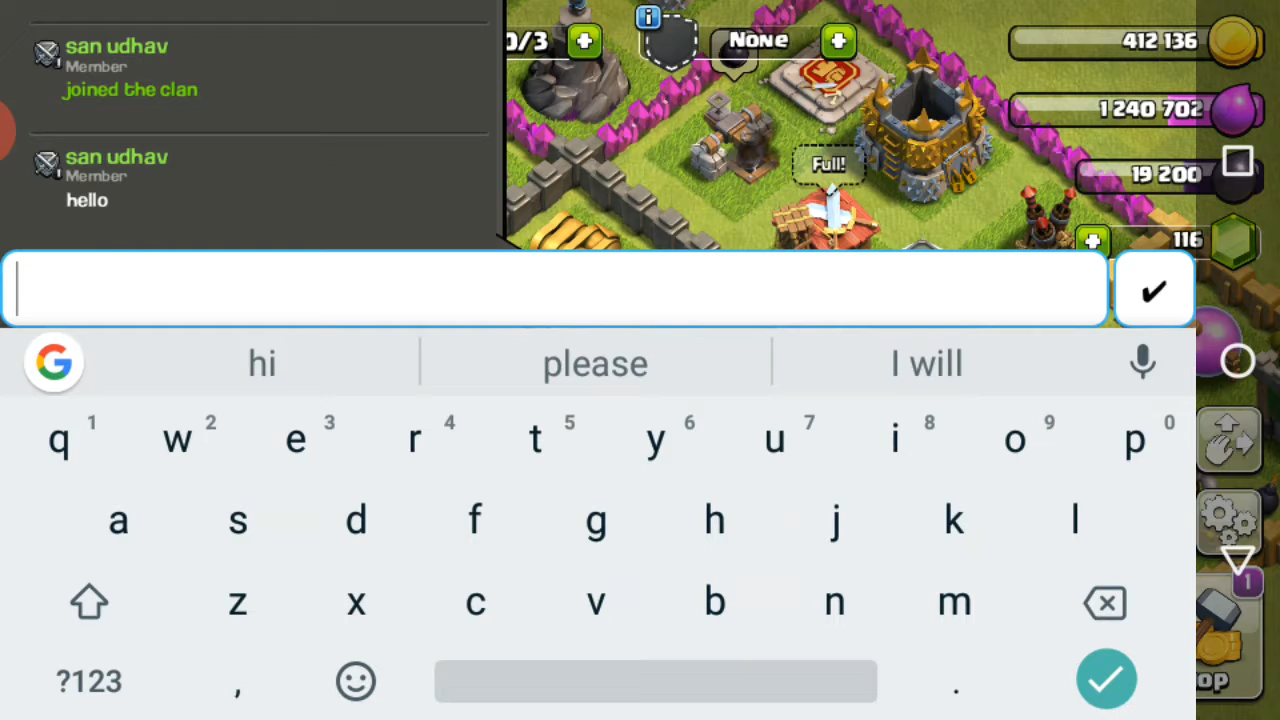 san udhav
Member
joined the clan
san udhav
Member
hello
0/3
None
412 136
1 240 702
19 200
116
Full!
hi
please
I will
q 1 w 2 e 3 r 4 t 5 y 6 u 7 i 8 o 9 p 0
a s d f g h j k l
z x c v b n m
?123 , .
1
OP